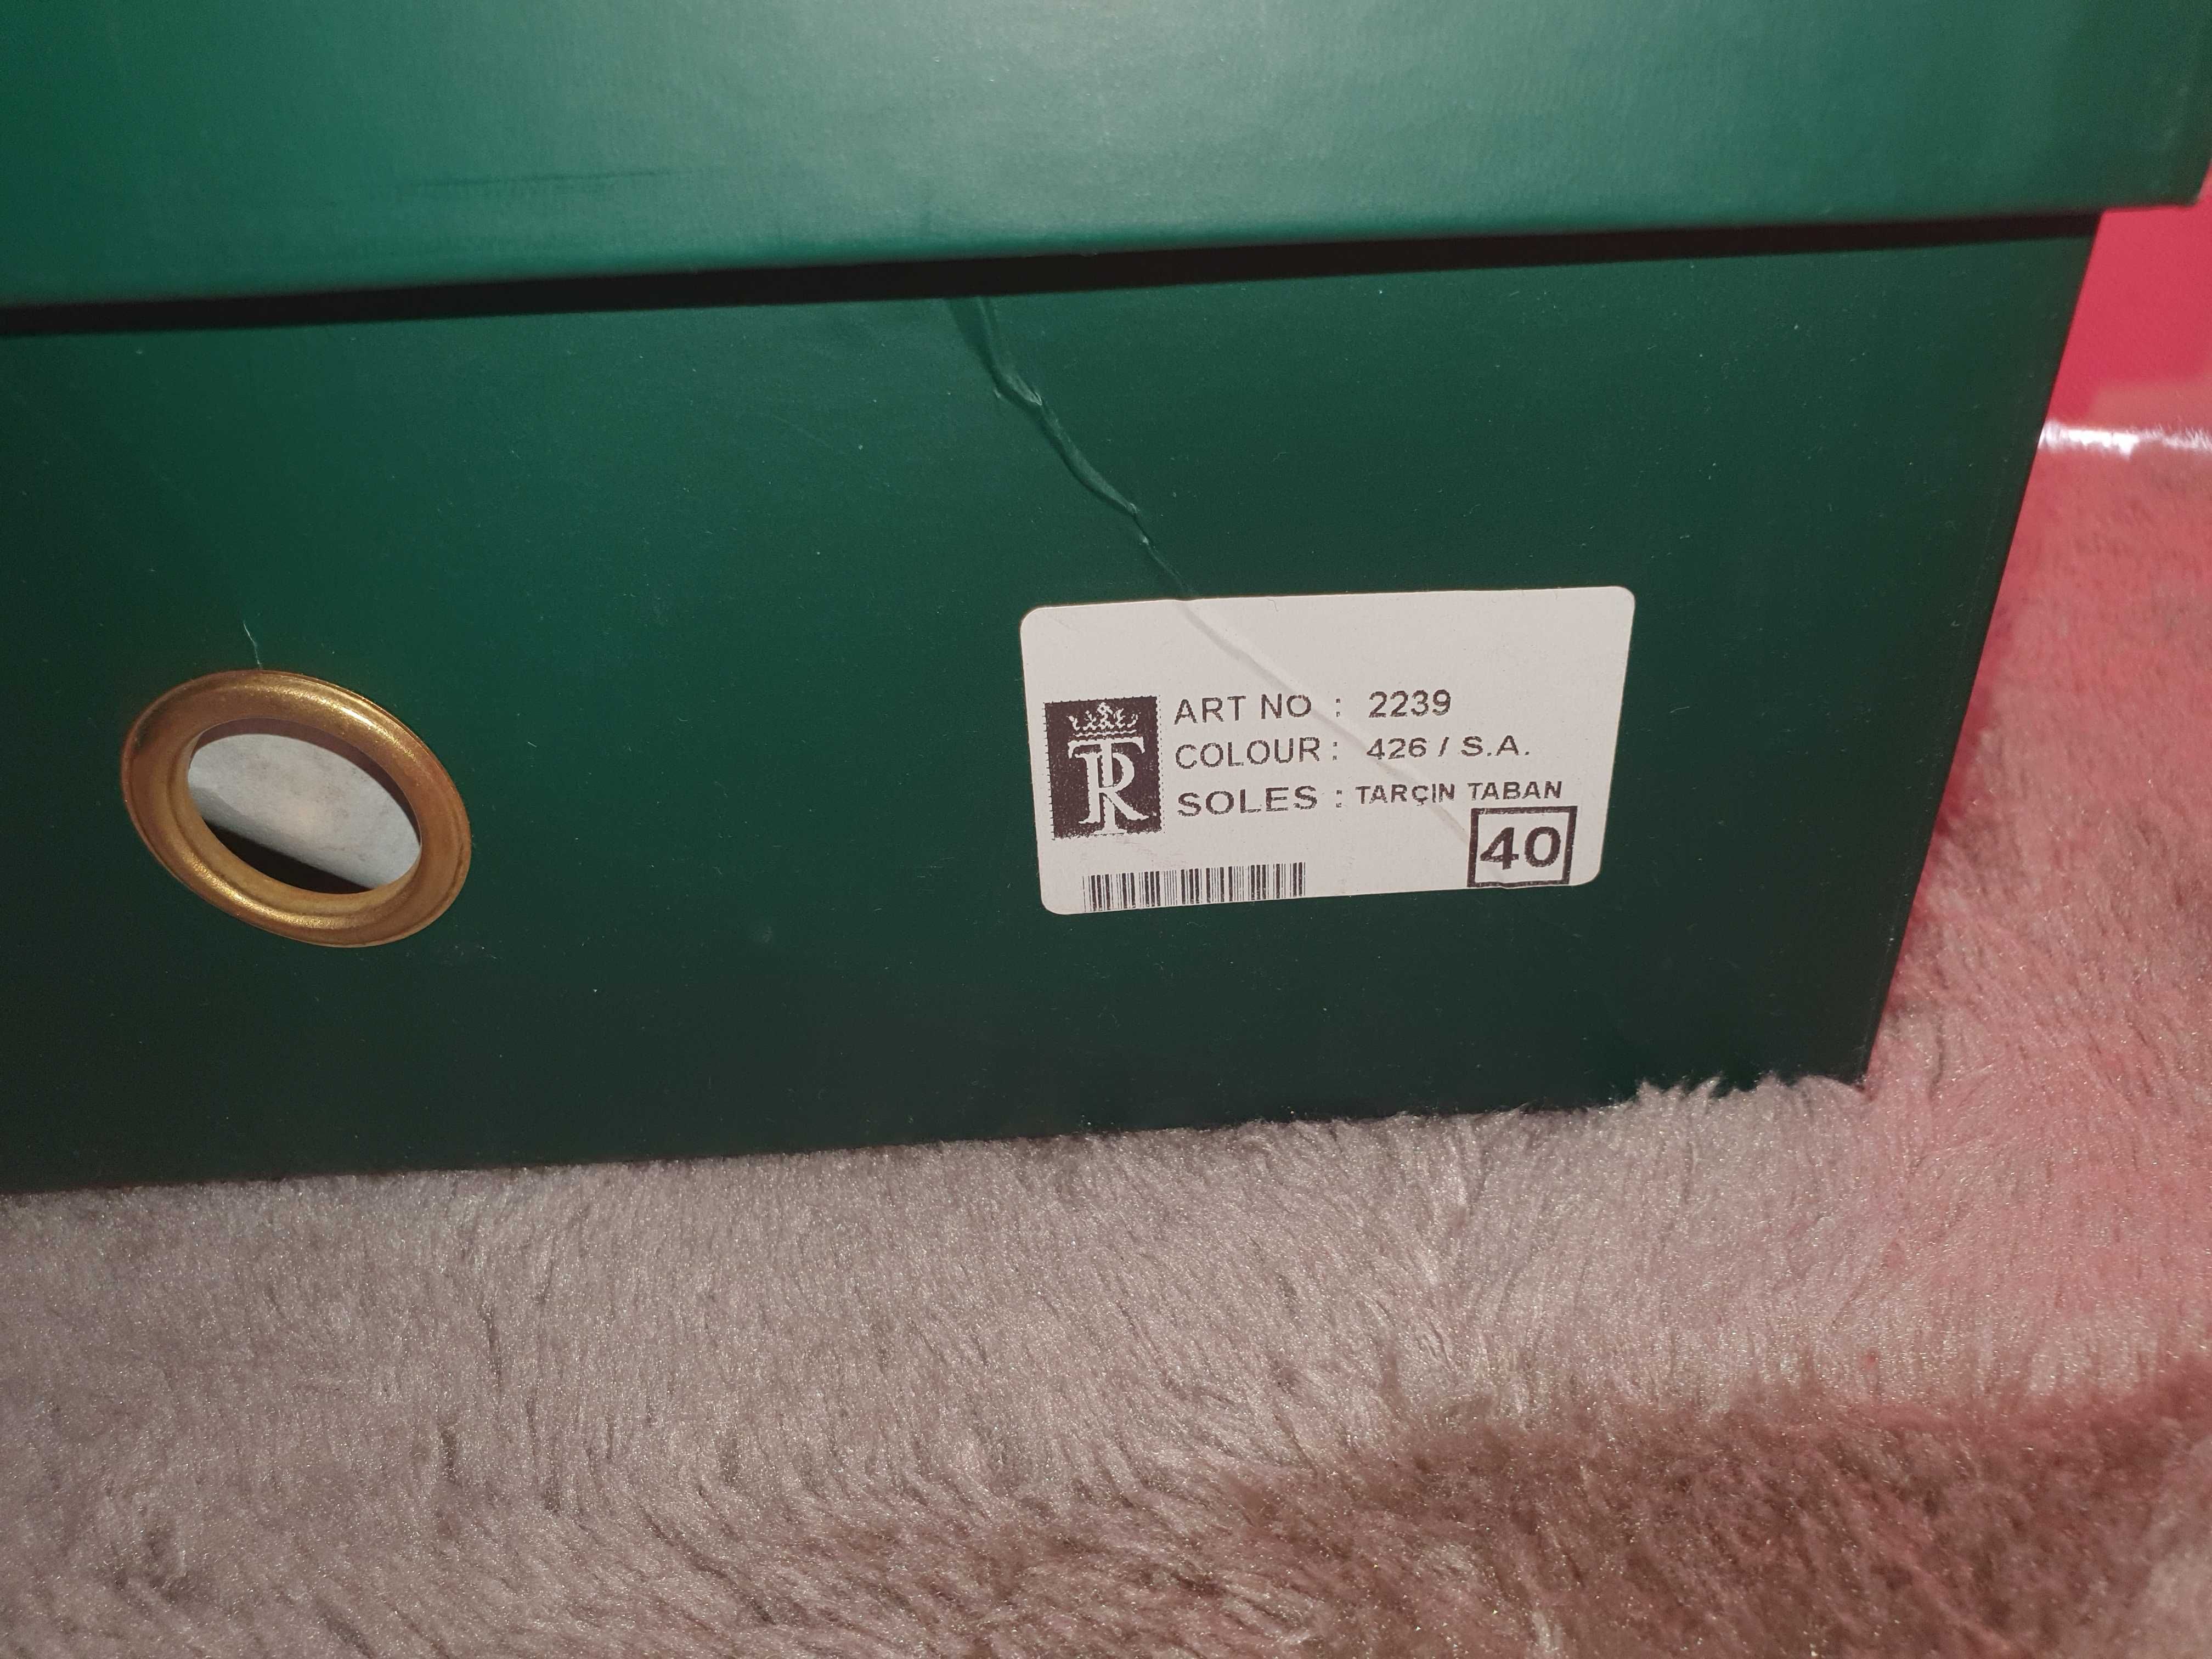 TR
ART NO : 2239
COLOUR : 426 / S.A.
SOLES : TARÇIN TABAN
40